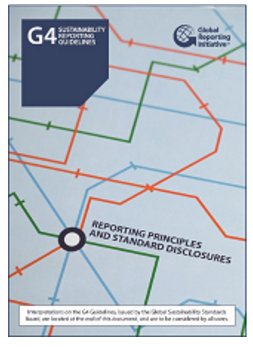 G4 SUSTAINABILITY
REPORTING
GUIDELINES
Global
Reporting
Initiative™
REPORTING PRINCIPLES
AND STANDARD DISCLOSURES
Interpretations on the G4 Guidelines, issued by the Global Sustainability Standards
Board, are located at the end of this document, and are to be considered by all users.